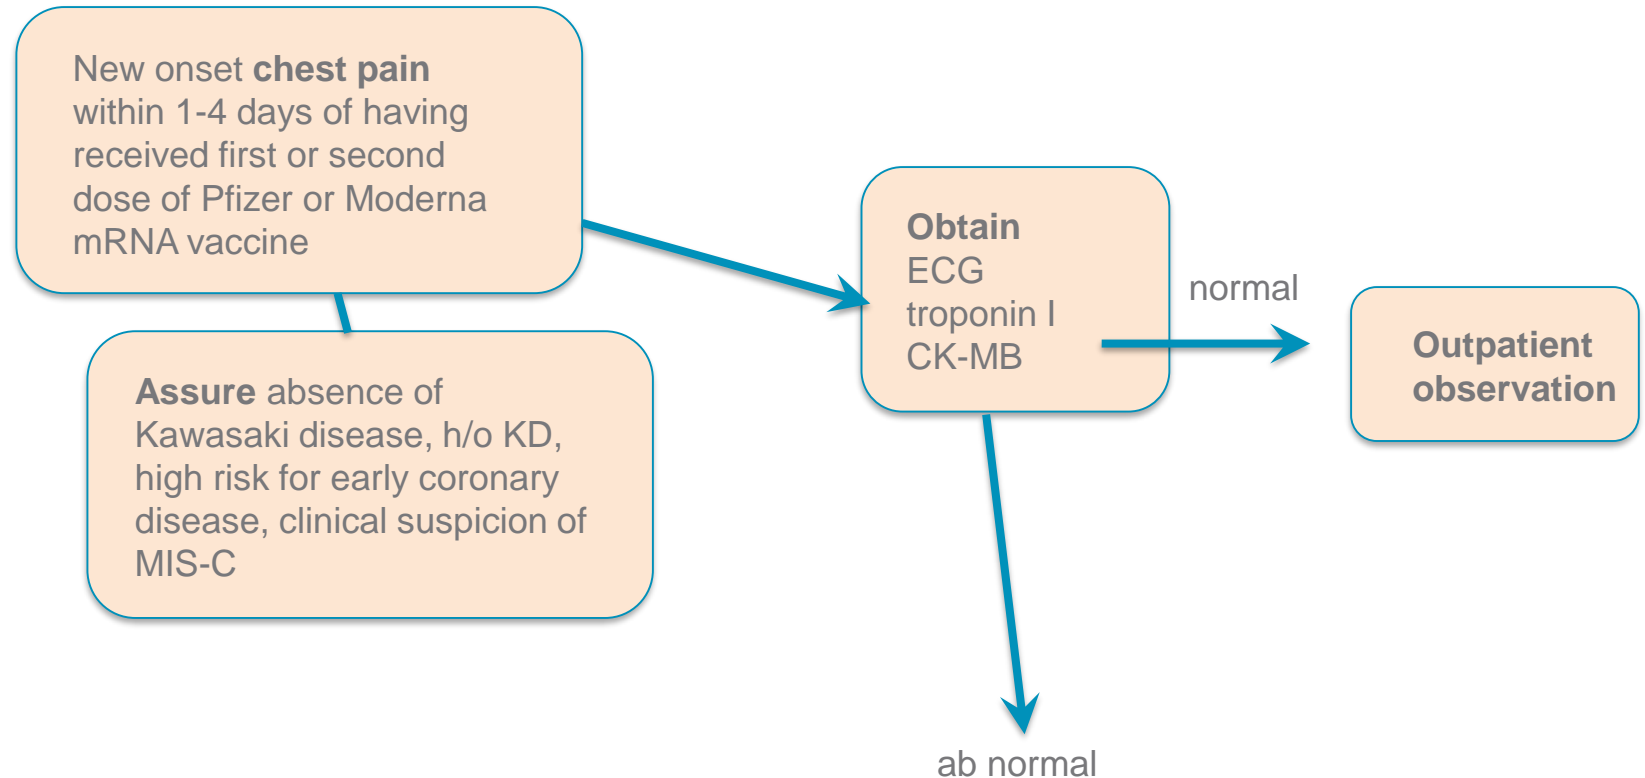 New onset chest pain
within 1-4 days of having
received first or second
dose of Pfizer or Moderna
mRNA vaccine
Assure absence of
Kawasaki disease, h/o KD,
high risk for early coronary
disease, clinical suspicion of
MIS-C
Obtain
ECG
troponin I
CK-MB
normal
Outpatient
observation
ab normal